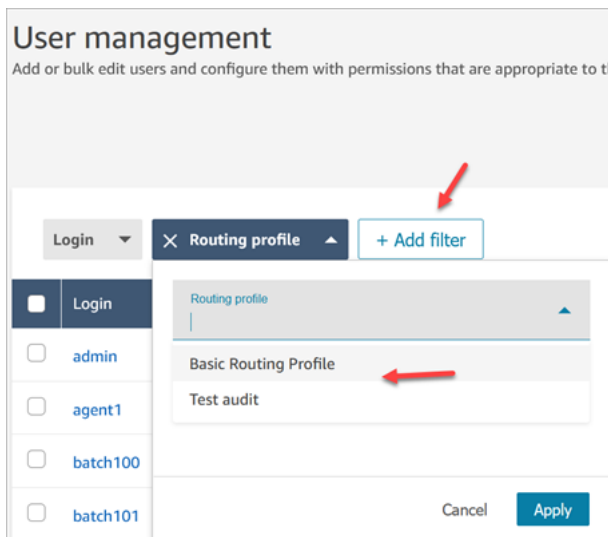 User management
Add or bulk edit users and configure them with permissions that are appropriate to
Login
Routing profile
+ Add filter
Login
Routing profile
admin
Basic Routing Profile
Test audit
agent1
batch100
batch101
Cancel
Apply